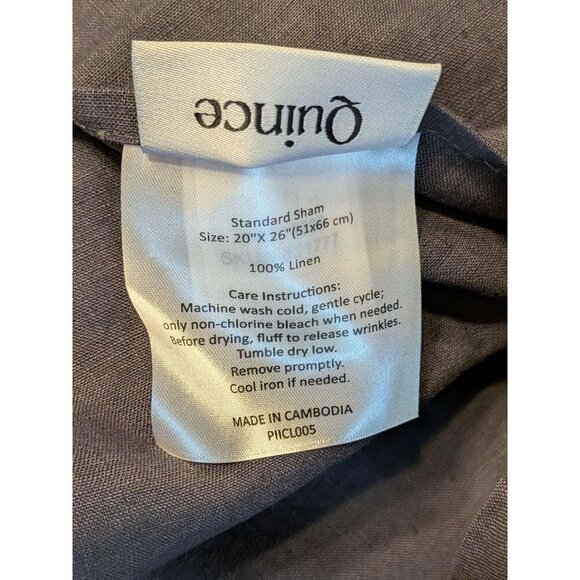 Quince
Standard Sham
Size: 20"X 26"(51x66 cm)
100% Linen
Care Instructions:
Machine wash cold, gentle cycle;
only non-chlorine bleach when needed.
Before drying, fluff to release wrinkles.
Tumble dry low.
Remove promptly.
Cool iron if needed.
MADE IN CAMBODIA
PIICL005